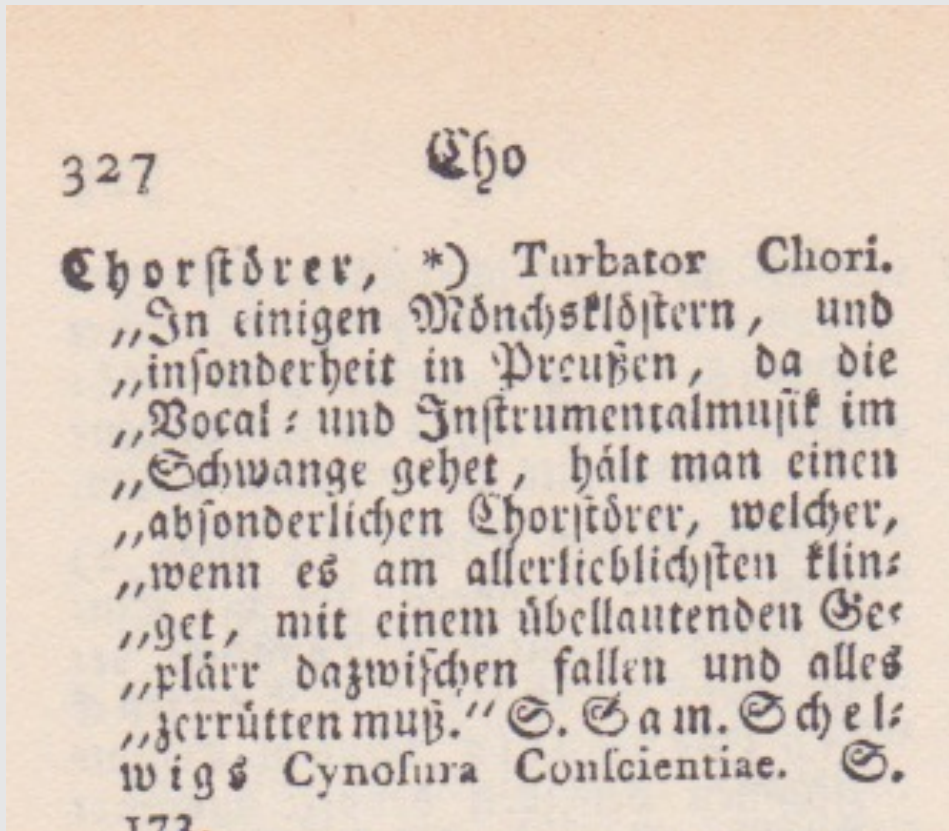 327 Cho
Chorstörer, *) Turbator Chori.
„In einigen Mönchsklöstern, und
„insonderheit in Preußen, da die
„Vocal- und Instrumentalmusik im
„Schwange gehet, hält man einen
„absonderlichen Chorstörer, welcher,
„wenn es am allerlieblichsten klin-
„get, mit einem übellautenden Ge-
„plärr dazwischen fallen und alles
„zerrütten muß.“ S. Sam. Schel-
wigs Cynosura Conscientiae. S.
173